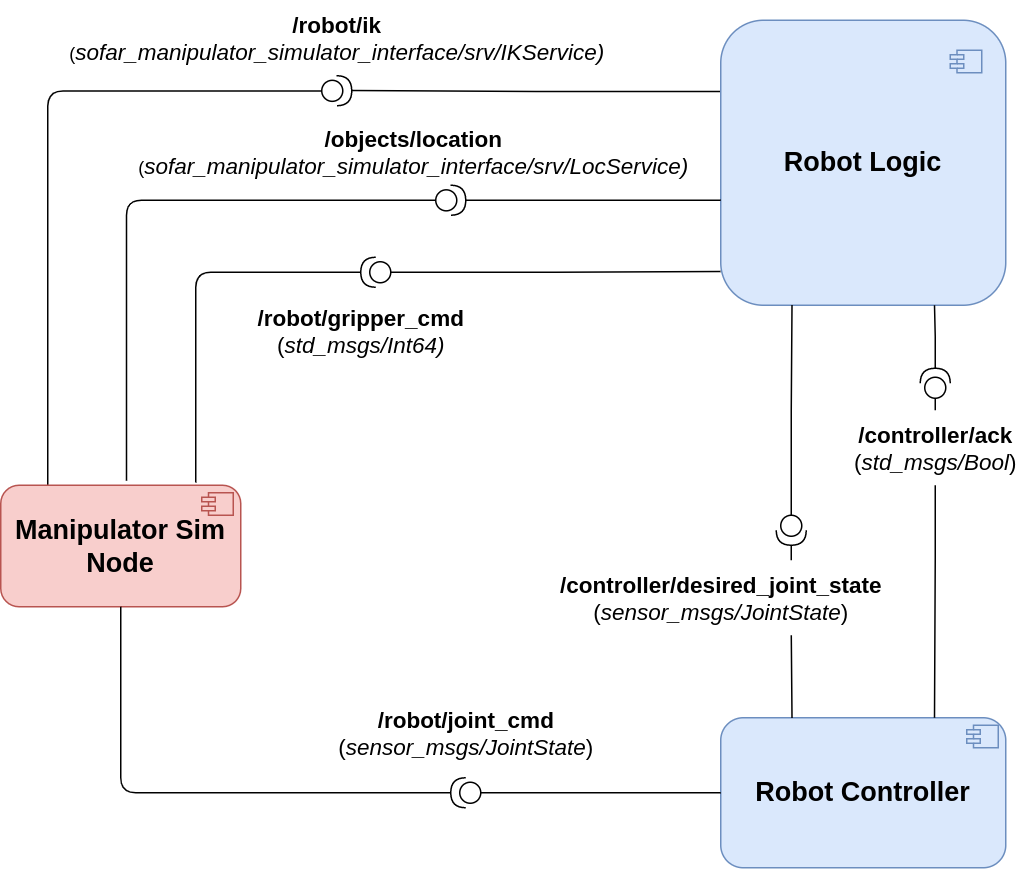 /robot/ik
(sofar_manipulator_simulator_interface/srv/IKService)
/objects/location
(sofar_manipulator_simulator_interface/srv/LocService)
Robot Logic
/robot/gripper_cmd
(std_msgs/Int64)
/controller/ack
(std_msgs/Bool)
Manipulator Sim
Node
/controller/desired_joint_state
(sensor_msgs/JointState)
/robot/joint_cmd
(sensor_msgs/JointState)
Robot Controller